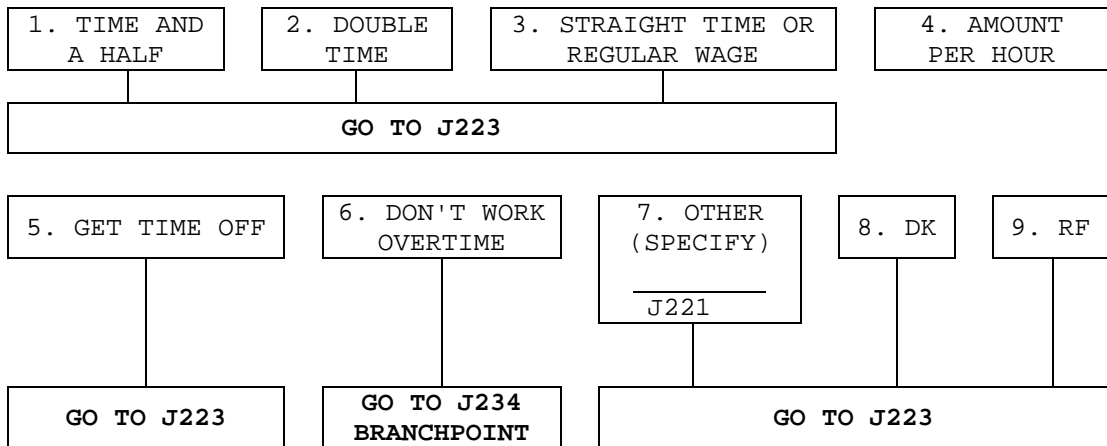 1. TIME AND
A HALF
2. DOUBLE
TIME
3. STRAIGHT TIME OR
REGULAR WAGE
4. AMOUNT
PER HOUR
GO TO J223
5. GET TIME OFF
6. DON'T WORK
OVERTIME
7. OTHER
(SPECIFY)
J221
8. DK
9. RF
GO TO J223
GO TO J234
BRANCHPOINT
GO TO J223